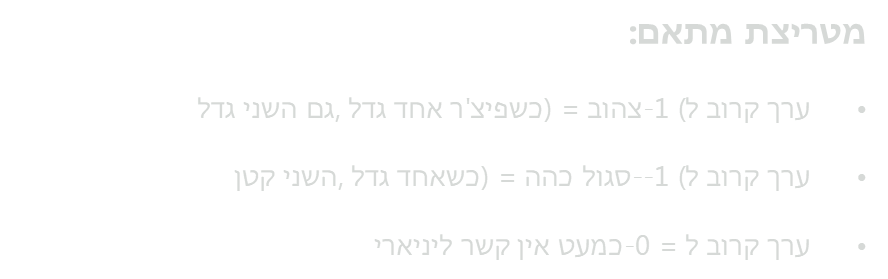 מטריצת מתאם:
• ערך קרוב ל) 1-צהוב = (כשפיצ'ר אחד גדל ,גם השני גדל
• ערך קרוב ל) 1--סגול כהה = (כשאחד גדל ,השני קטן
• ערך קרוב ל = 0-כמעט אין קשר ליניארי